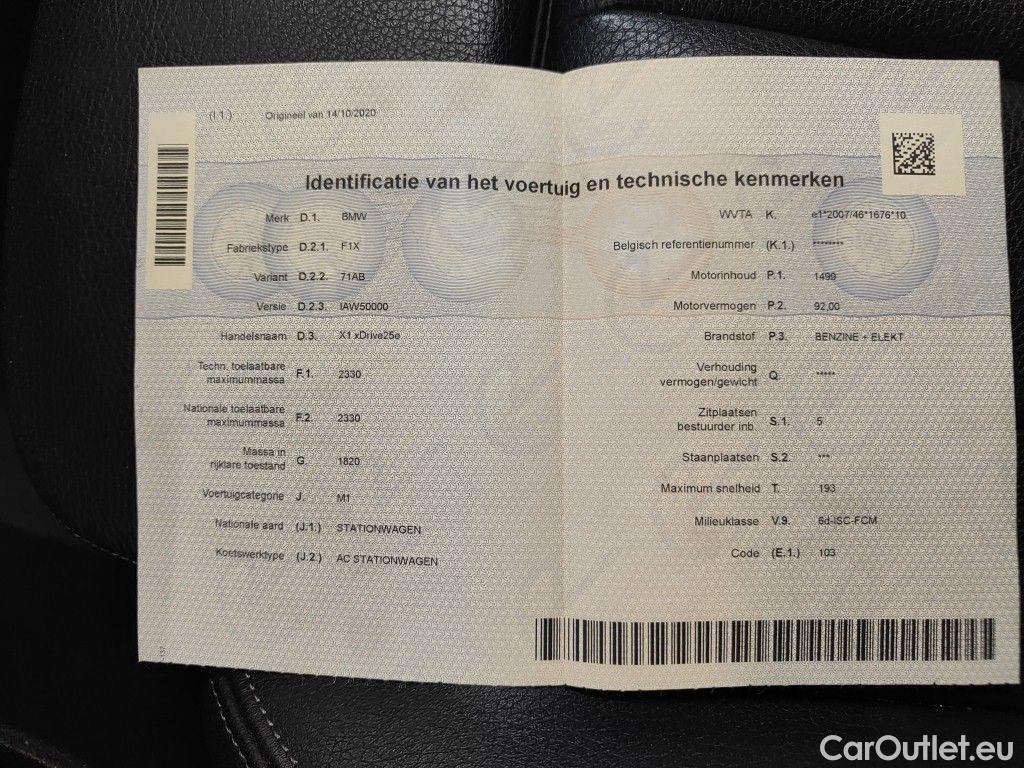 (I.1.) Origineel van 14/10/2020
Identificatie van het voertuig en technische kenmerken
Merk D.1. BMW
Fabriekstype D.2.1. F1X
Variant D.2.2. 71AB
Versie D.2.3. IAW50000
Handelsnaam D.3. X1 xDrive25e
Techn. toelaatbare
maximummassa F.1. 2330
Nationale toelaatbare
maximummassa F.2. 2330
Massa in
rijklare toestand G. 1820
Voertuigcategorie J. M1
Nationale aard (J.1.) STATIONWAGEN
Koetswerktype (J.2.) AC STATIONWAGEN
WVTA K. e1*2007/46*1676*10
Belgisch referentienummer (K.1.) ********
Motorinhoud P.1. 1499
Motorvermogen P.2. 92,00
Brandstof P.3. BENZINE + ELEKT
Verhouding
vermogen/gewicht Q. *****
Zitplaatsen
bestuurder inb. S.1. 5
Staanplaatsen S.2. ***
Maximum snelheid T. 193
Milieuklasse V.9. 6d-ISC-FCM
Code (E.1.) 103
137
CarOutlet.eu